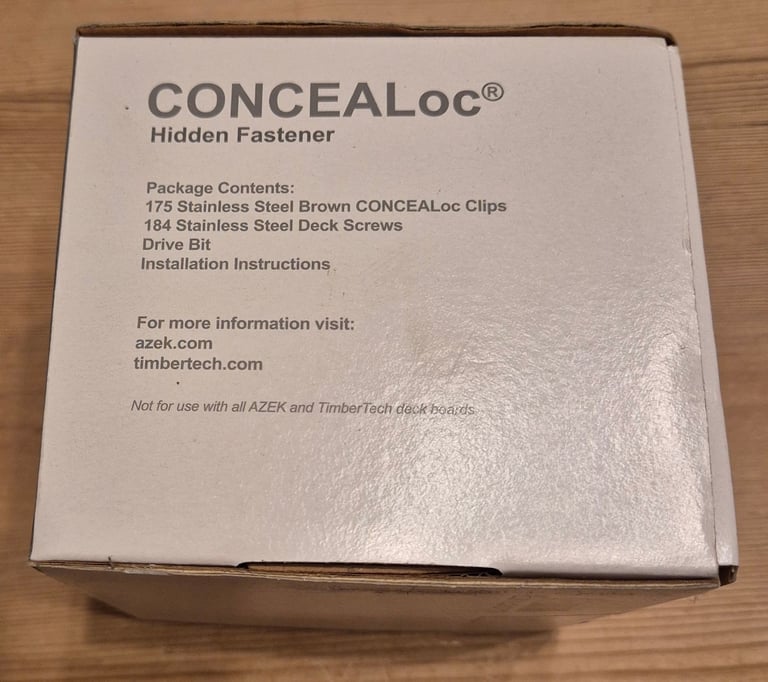 CONCEALoc®
Hidden Fastener
Package Contents:
175 Stainless Steel Brown CONCEALoc Clips
184 Stainless Steel Deck Screws
Drive Bit
Installation Instructions
For more information visit:
azek.com
timbertech.com
Not for use with all AZEK and TimberTech deck boards